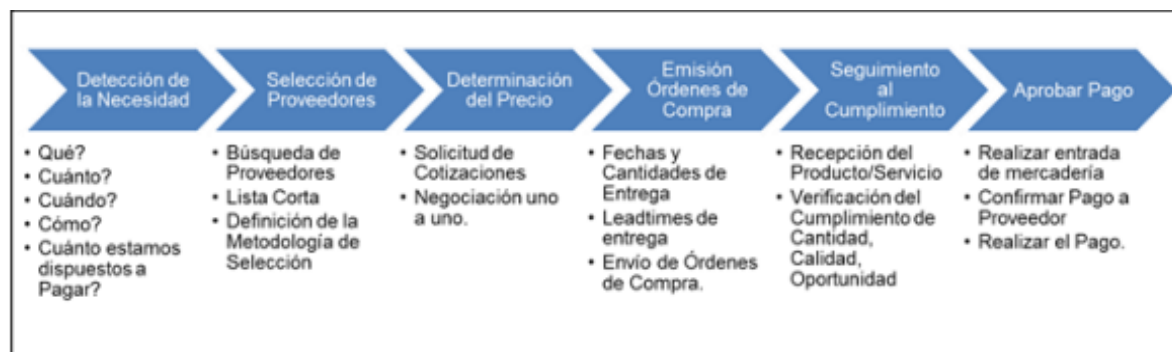 Detección de
la Necesidad
Selección de
Proveedores
Determinación
del Precio
Emisión
Órdenes de
Compra
Seguimiento
al
Cumplimiento
Aprobar Pago
• Qué?
• Cuánto?
• Cuándo?
• Cómo?
• Cuánto estamos
dispuestos a
Pagar?
• Búsqueda de
Proveedores
• Lista Corta
• Definición de la
Metodología de
Selección
• Solicitud de
Cotizaciones
• Negociación uno
a uno.
• Fechas y
Cantidades de
Entrega
• Leadtimes de
entrega
• Envío de Órdenes
de Compra.
• Recepción del
Producto/Servicio
• Verificación del
Cumplimiento de
Cantidad,
Calidad,
Oportunidad
• Realizar entrada
de mercadería
• Confirmar Pago a
Proveedor
• Realizar el Pago.